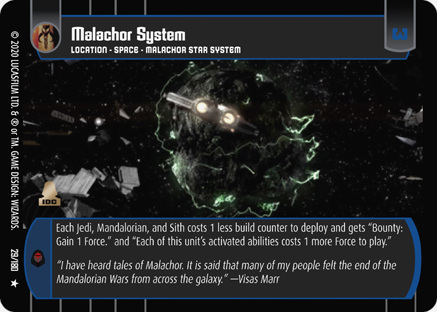 Malachor System
LOCATION - SPACE - MALACHOR STAR SYSTEM
IDC
Each Jedi, Mandalorian, and Sith costs 1 less build counter to deploy and gets “Bounty:
Gain 1 Force.” and “Each of this unit’s activated abilities costs 1 more Force to play.”
“I have heard tales of Malachor. It is said that many of my people felt the end of the
Mandalorian Wars from across the galaxy.” —Visas Marr
© 2020 LUCASFILM LTD. & ® or TM. GAME DESIGN: WIZARDS.